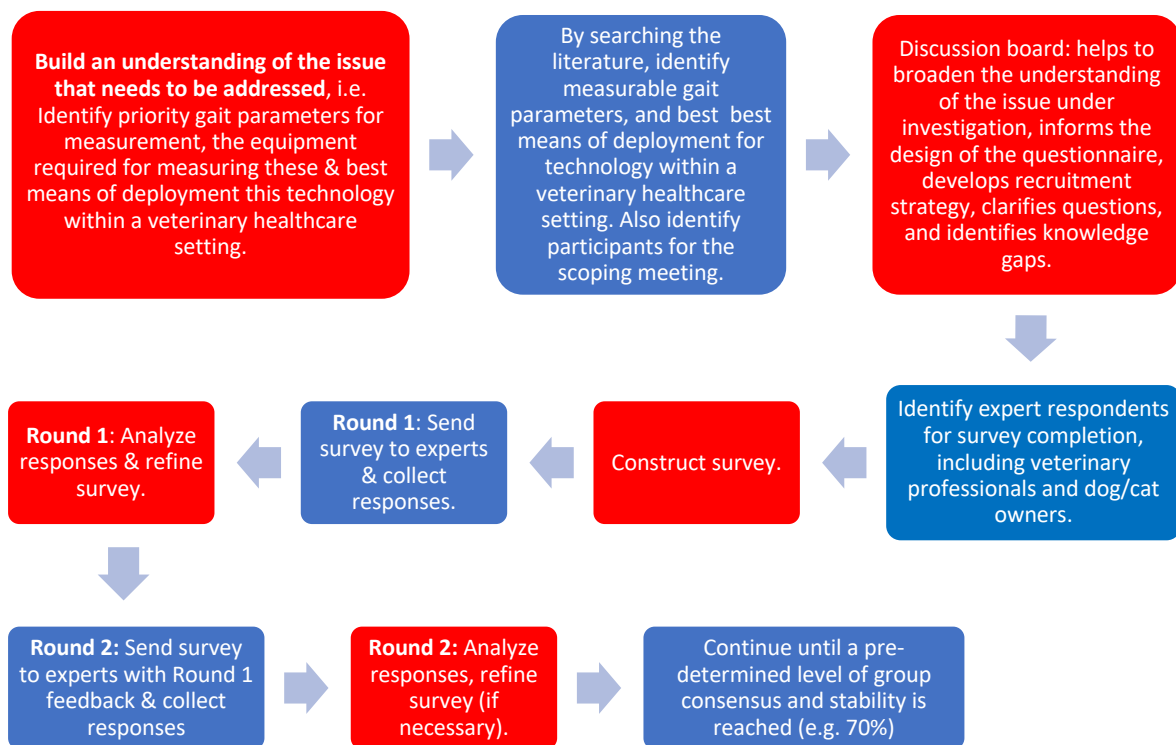 Build an understanding of the issue
that needs to be addressed, i.e.
Identify priority gait parameters for
measurement, the equipment
required for measuring these & best
means of deployment this technology
within a veterinary healthcare
setting.
By searching the
literature, identify
measurable gait
parameters, and best  best
means of deployment for
technology within a
veterinary healthcare
setting. Also identify
participants for the
scoping meeting.
Discussion board: helps to
broaden the understanding
of the issue under
investigation, informs the
design of the questionnaire,
develops recruitment
strategy, clarifies questions,
and identifies knowledge
gaps.
Identify expert respondents
for survey completion,
including veterinary
professionals and dog/cat
owners.
Construct survey.
Round 1: Send
survey to experts
& collect
responses.
Round 1: Analyze
responses & refine
survey.
Round 2: Send survey
to experts with Round 1
feedback & collect
responses
Round 2: Analyze
responses, refine
survey (if
necessary).
Continue until a pre-
determined level of group
consensus and stability is
reached (e.g. 70%)